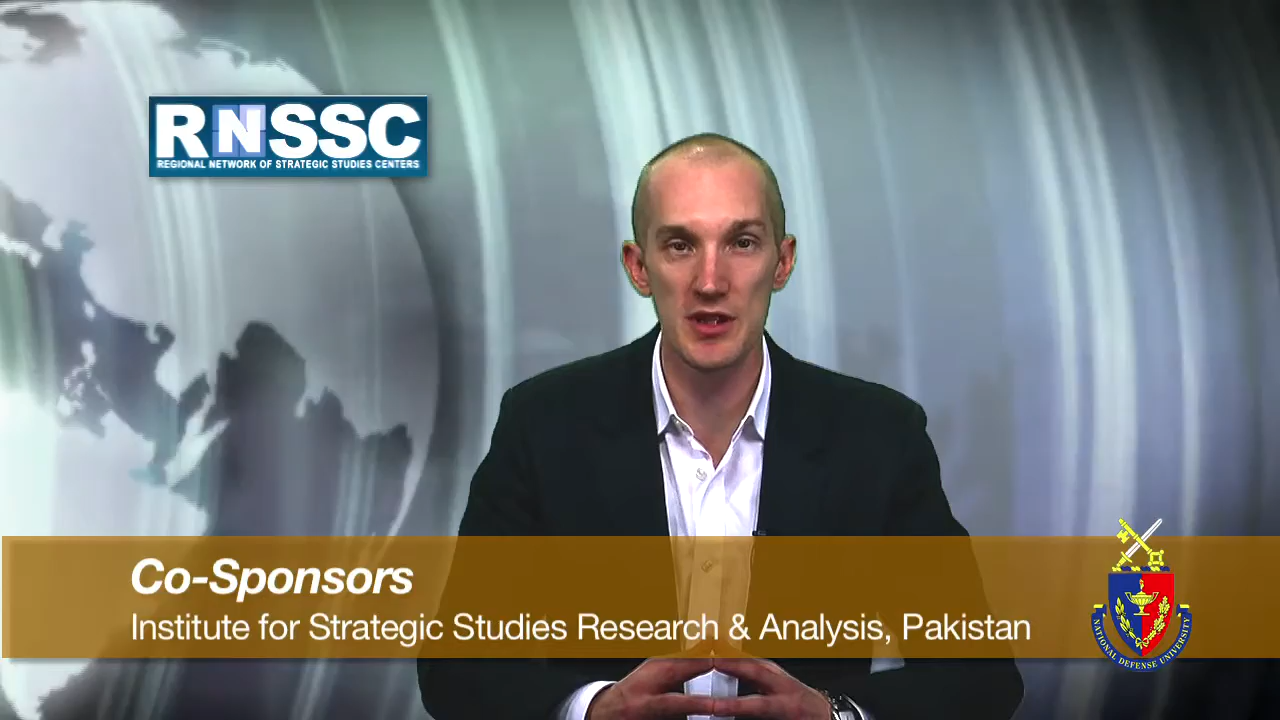 RNSSC
REGIONAL NETWORK OF STRATEGIC STUDIES CENTERS
Co-Sponsors
Institute for Strategic Studies Research & Analysis, Pakistan
NATIONAL DEFENSE UNIVERSITY